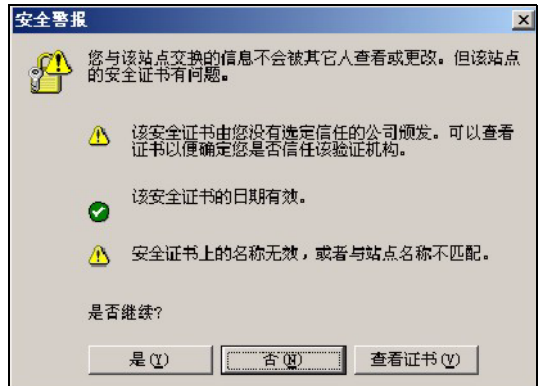 安全警报
您与该站点交换的信息不会被其它人查看或更改。但该站点
的安全证书有问题。
该安全证书由您没有选定信任的公司颁发。可以查看
证书以便确定您是否信任该验证机构。
该安全证书的日期有效。
安全证书上的名称无效，或者与站点名称不匹配。
是否继续?
是(Y)
否(N)
查看证书(V)